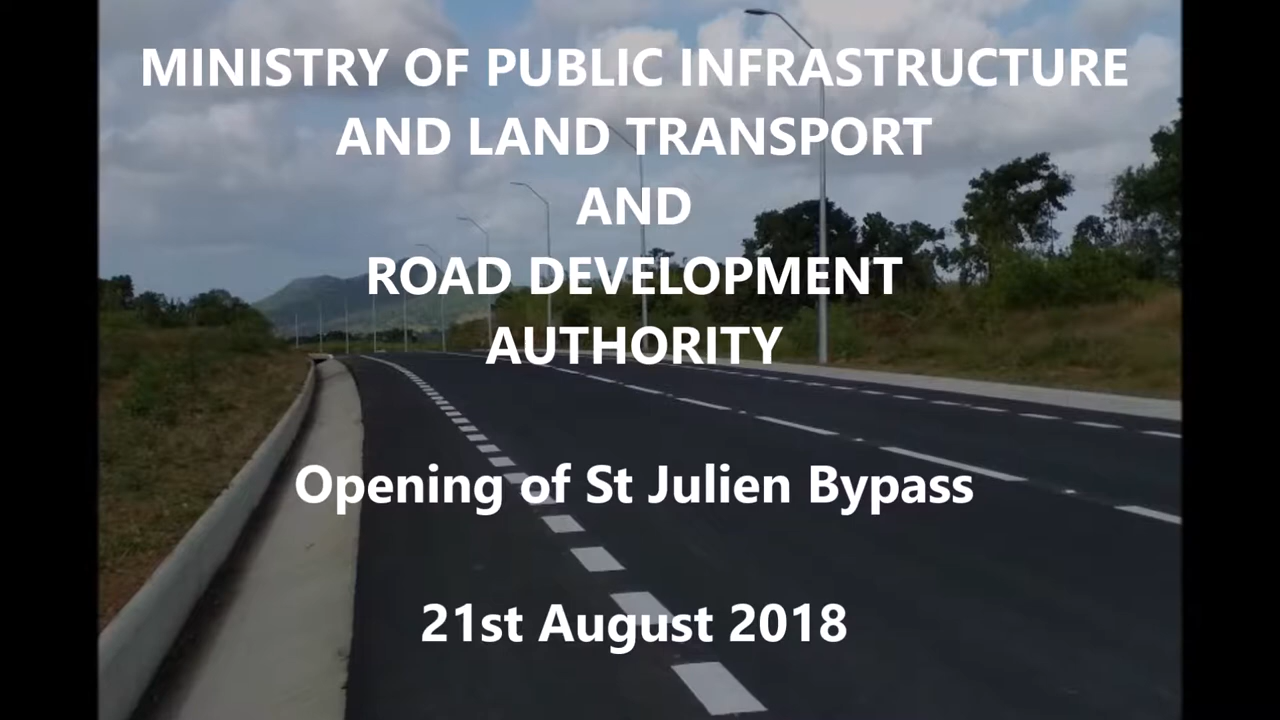 MINISTRY OF PUBLIC INFRASTRUCTURE
AND LAND TRANSPORT
AND
ROAD DEVELOPMENT
AUTHORITY
Opening of St Julien Bypass
21st August 2018